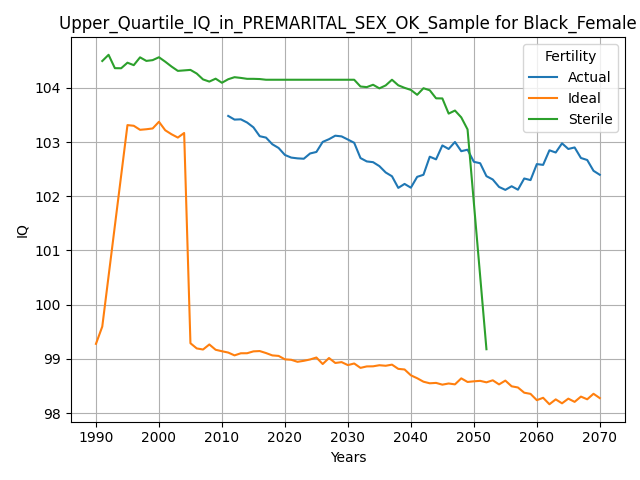 Upper_Quartile_IQ_in_PREMARITAL_SEX_OK_Sample for Black_Female
Fertility
Actual
Ideal
Sterile
104
103
102
101
100
99
98
IQ
1990 2000 2010 2020 2030 2040 2050 2060 2070
Years